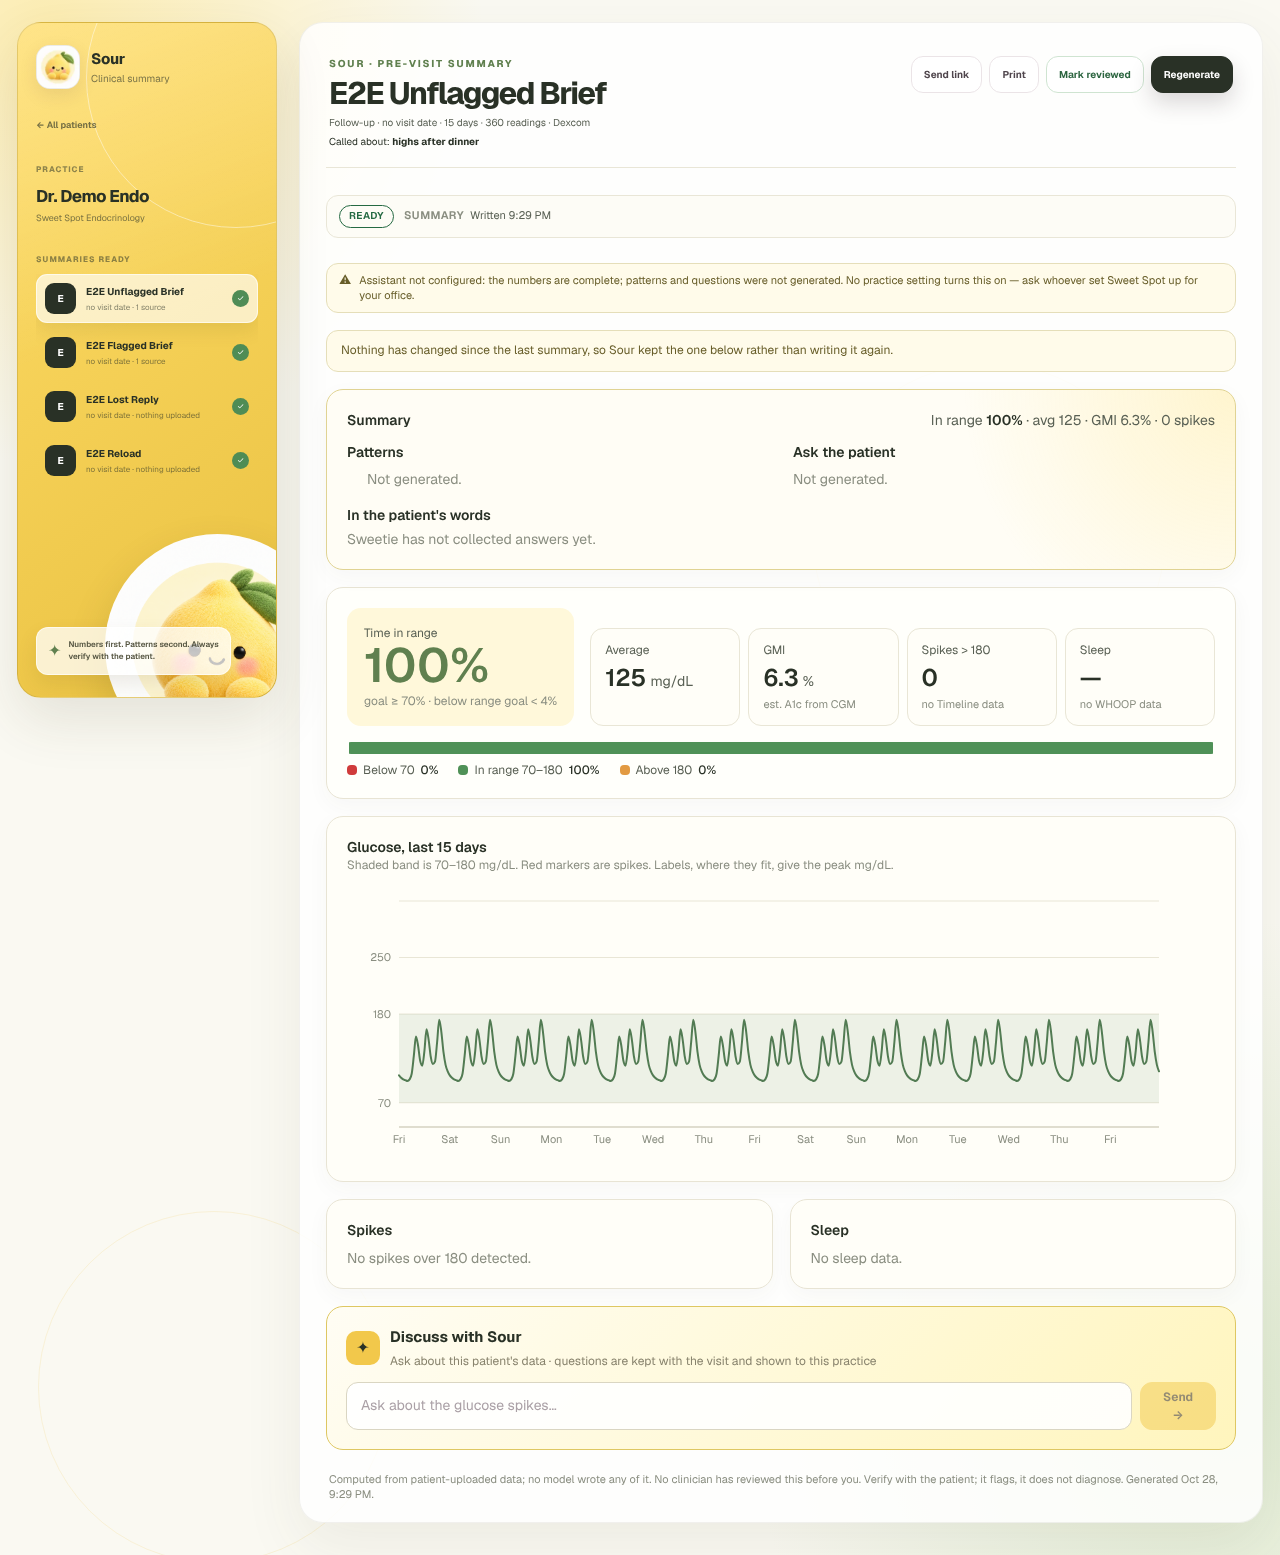 Sour
Clinical summary
← All patients
PRACTICE
Dr. Demo Endo
Sweet Spot Endocrinology
SUMMARIES READY
E
E2E Unflagged Brief
no visit date · 1 source
E
E2E Flagged Brief
no visit date · 1 source
E
E2E Lost Reply
no visit date · nothing uploaded
E
E2E Reload
no visit date · nothing uploaded
Numbers first. Patterns second. Always
verify with the patient.
SOUR · PRE-VISIT SUMMARY
E2E Unflagged Brief
Follow-up · no visit date · 15 days · 360 readings · Dexcom
Called about: highs after dinner
Send link
Print
Mark reviewed
Regenerate
READY SUMMARY Written 9:29 PM
Assistant not configured: the numbers are complete; patterns and questions were not generated. No practice setting turns this on — ask whoever set Sweet Spot up for
your office.
Nothing has changed since the last summary, so Sour kept the one below rather than writing it again.
Summary
In range 100% · avg 125 · GMI 6.3% · 0 spikes
Patterns
Not generated.
Ask the patient
Not generated.
In the patient's words
Sweetie has not collected answers yet.
Time in range
100%
goal ≥ 70% · below range goal < 4%
Average
125 mg/dL
GMI
6.3 %
est. A1c from CGM
Spikes > 180
0
no Timeline data
Sleep
—
no WHOOP data
Below 70 0% In range 70–180 100% Above 180 0%
Glucose, last 15 days
Shaded band is 70–180 mg/dL. Red markers are spikes. Labels, where they fit, give the peak mg/dL.
250
180
70
Fri Sat Sun Mon Tue Wed Thu Fri Sat Sun Mon Tue Wed Thu Fri
Spikes
No spikes over 180 detected.
Sleep
No sleep data.
Discuss with Sour
Ask about this patient's data · questions are kept with the visit and shown to this practice
Ask about the glucose spikes...
Send
→
Computed from patient-uploaded data; no model wrote any of it. No clinician has reviewed this before you. Verify with the patient; it flags, it does not diagnose. Generated Oct 28,
9:29 PM.